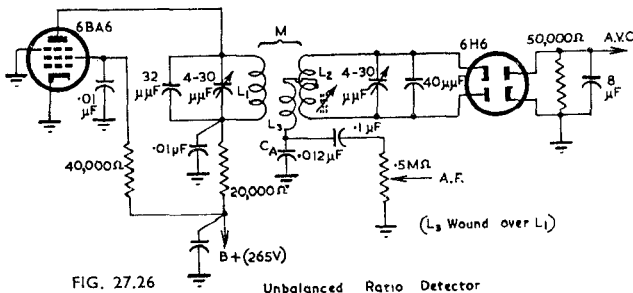 M
6BA6
6H6
50,000Ω
A.V.C.
32 μμF
4-30 μμF
L1
L2
L3
4-30 μμF
40μμF
8 μF
.01 μF
.01μF
CA
.012μF
.1μF
40,000Ω
20,000Ω
.5MΩ
A.F.
(L3 Wound over L1)
B+(265V)
FIG. 27.26
Unbalanced Ratio Detector